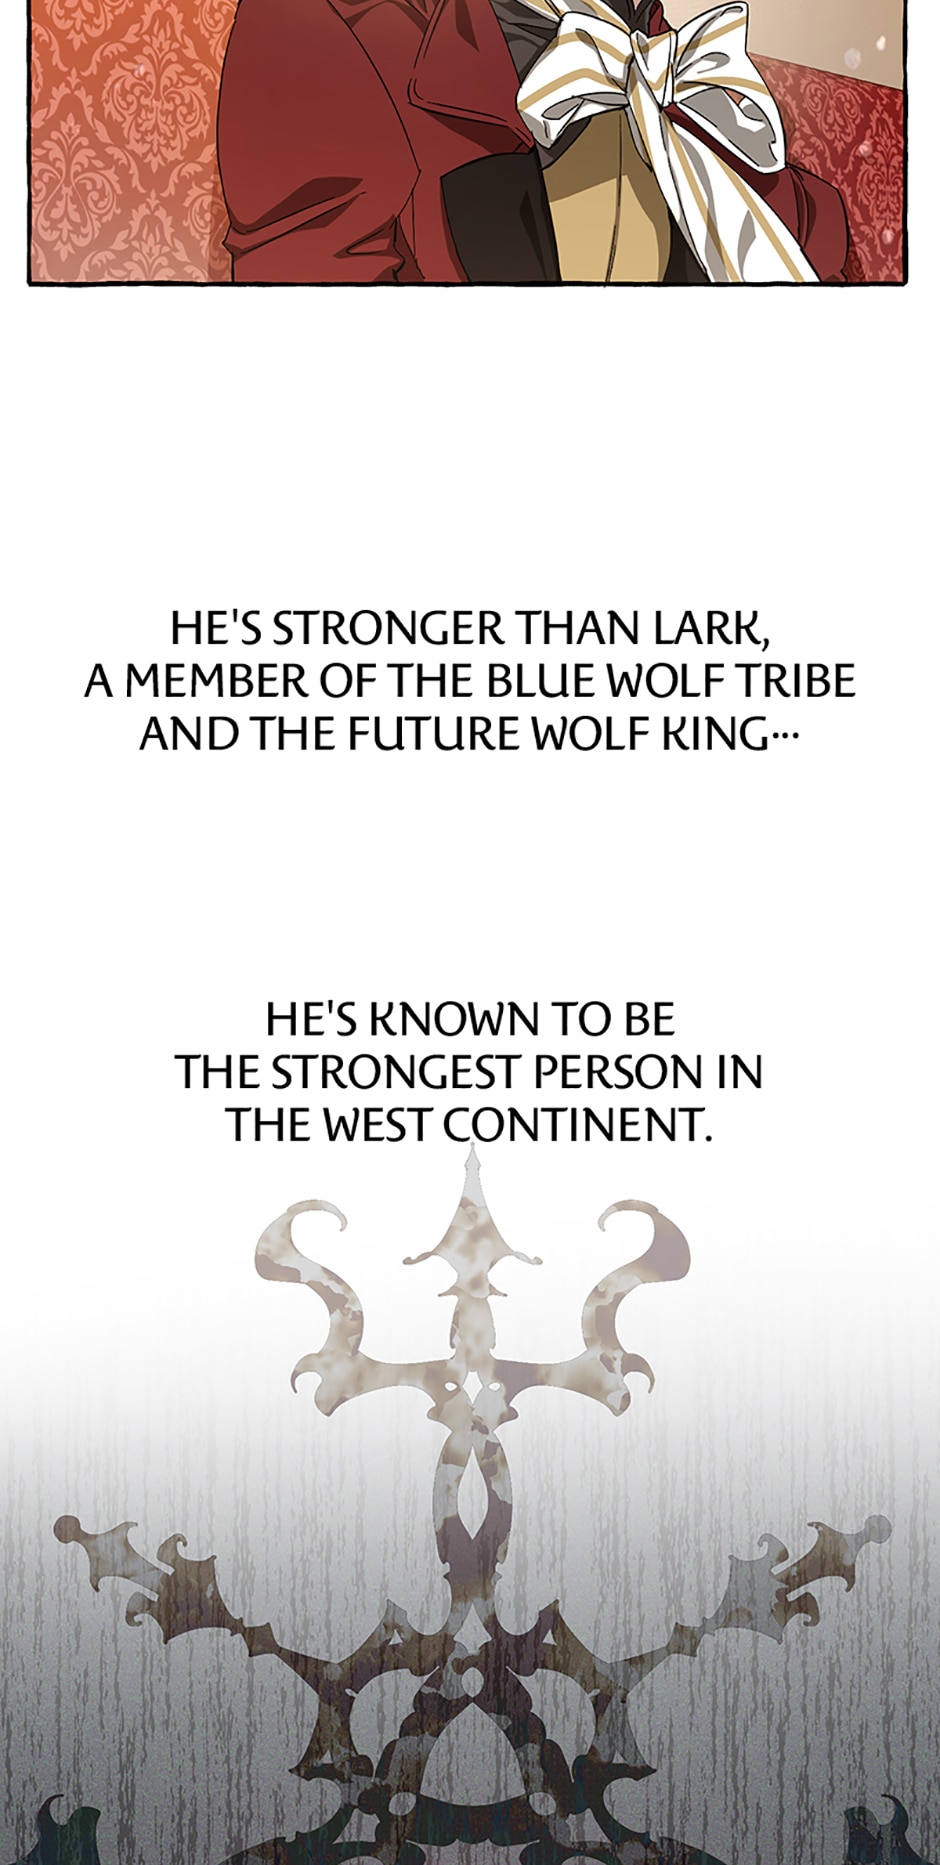 HE'S STRONGER THAN LARK,
A MEMBER OF THE BLUE WOLF TRIBE
AND THE FUTURE WOLF KING···
HE'S KNOWN TO BE
THE STRONGEST PERSON IN
THE WEST CONTINENT.